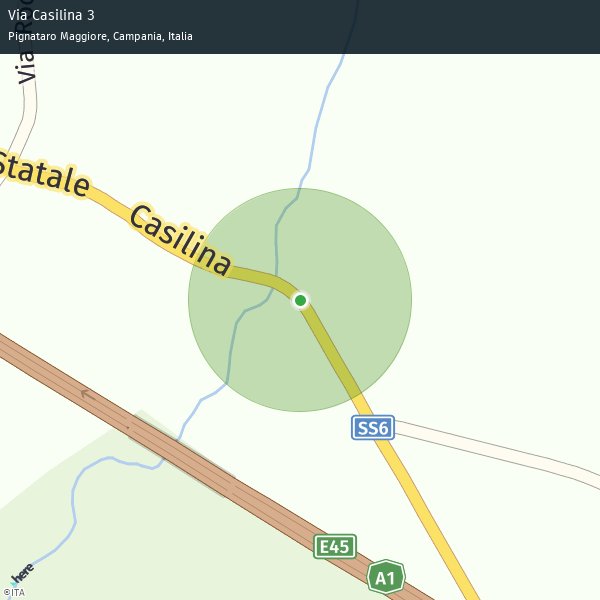 Via Casilina 3
Pignataro Maggiore, Campania, Italia
Statale
Casilina
SS6
E45
A1
here
©ITA